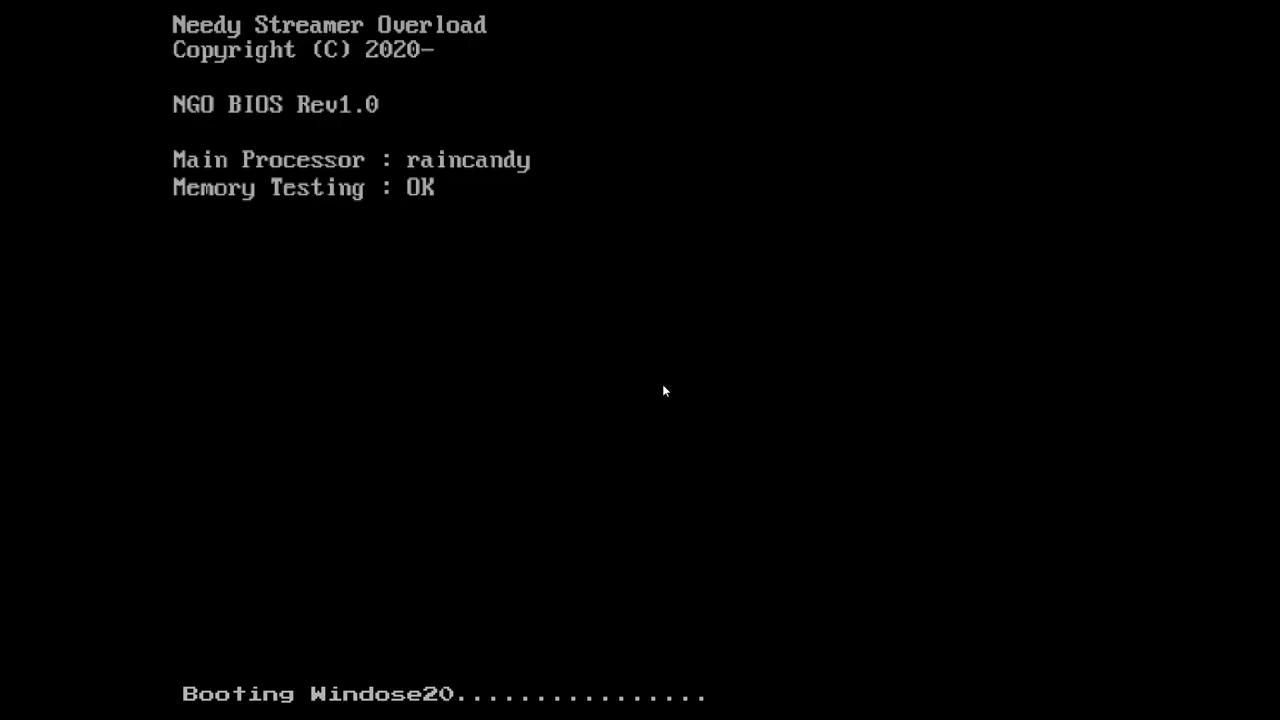 Needy Streamer Overload
Copyright (C) 2020-
NGO BIOS Rev1.0
Main Processor : raincandy
Memory Testing : OK
Booting Windose20................